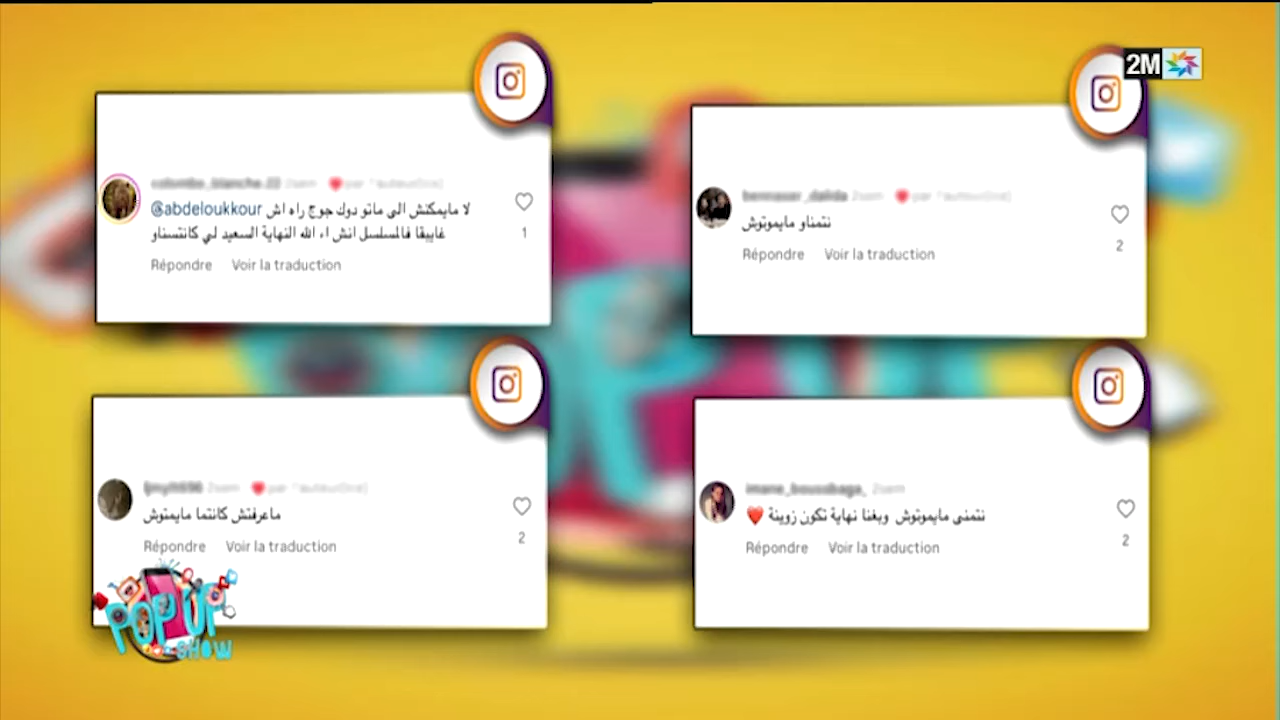 2M
@abdeloukkour لا مايمكنش الى ماتو دوك جوج راه اش
غايبقا فالمسلسل انش اء الله النهاية السعيد لي كانتسناو
1
Répondre Voir la traduction
نتمناو مايموتوش
2
Répondre Voir la traduction
ماعرفتش كانتما مايمتوش
2
Répondre Voir la traduction
نتمنى مايموتوش وبغنا نهاية تكون زوينة ❤️
2
Répondre Voir la traduction
POP UP
SHOW